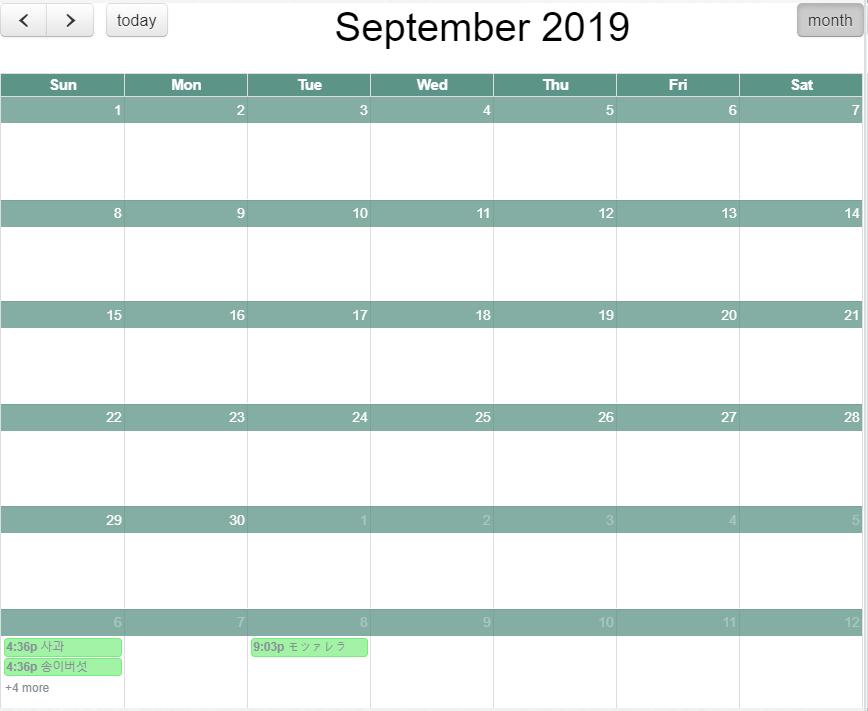 today September 2019 month
Sun Mon Tue Wed Thu Fri Sat
1 2 3 4 5 6 7
8 9 10 11 12 13 14
15 16 17 18 19 20 21
22 23 24 25 26 27 28
29 30 1 2 3 4 5
6 7 8 9 10 11 12
4:36p 사과 9:03p モツァレラ
4:36p 송이버섯
+4 more